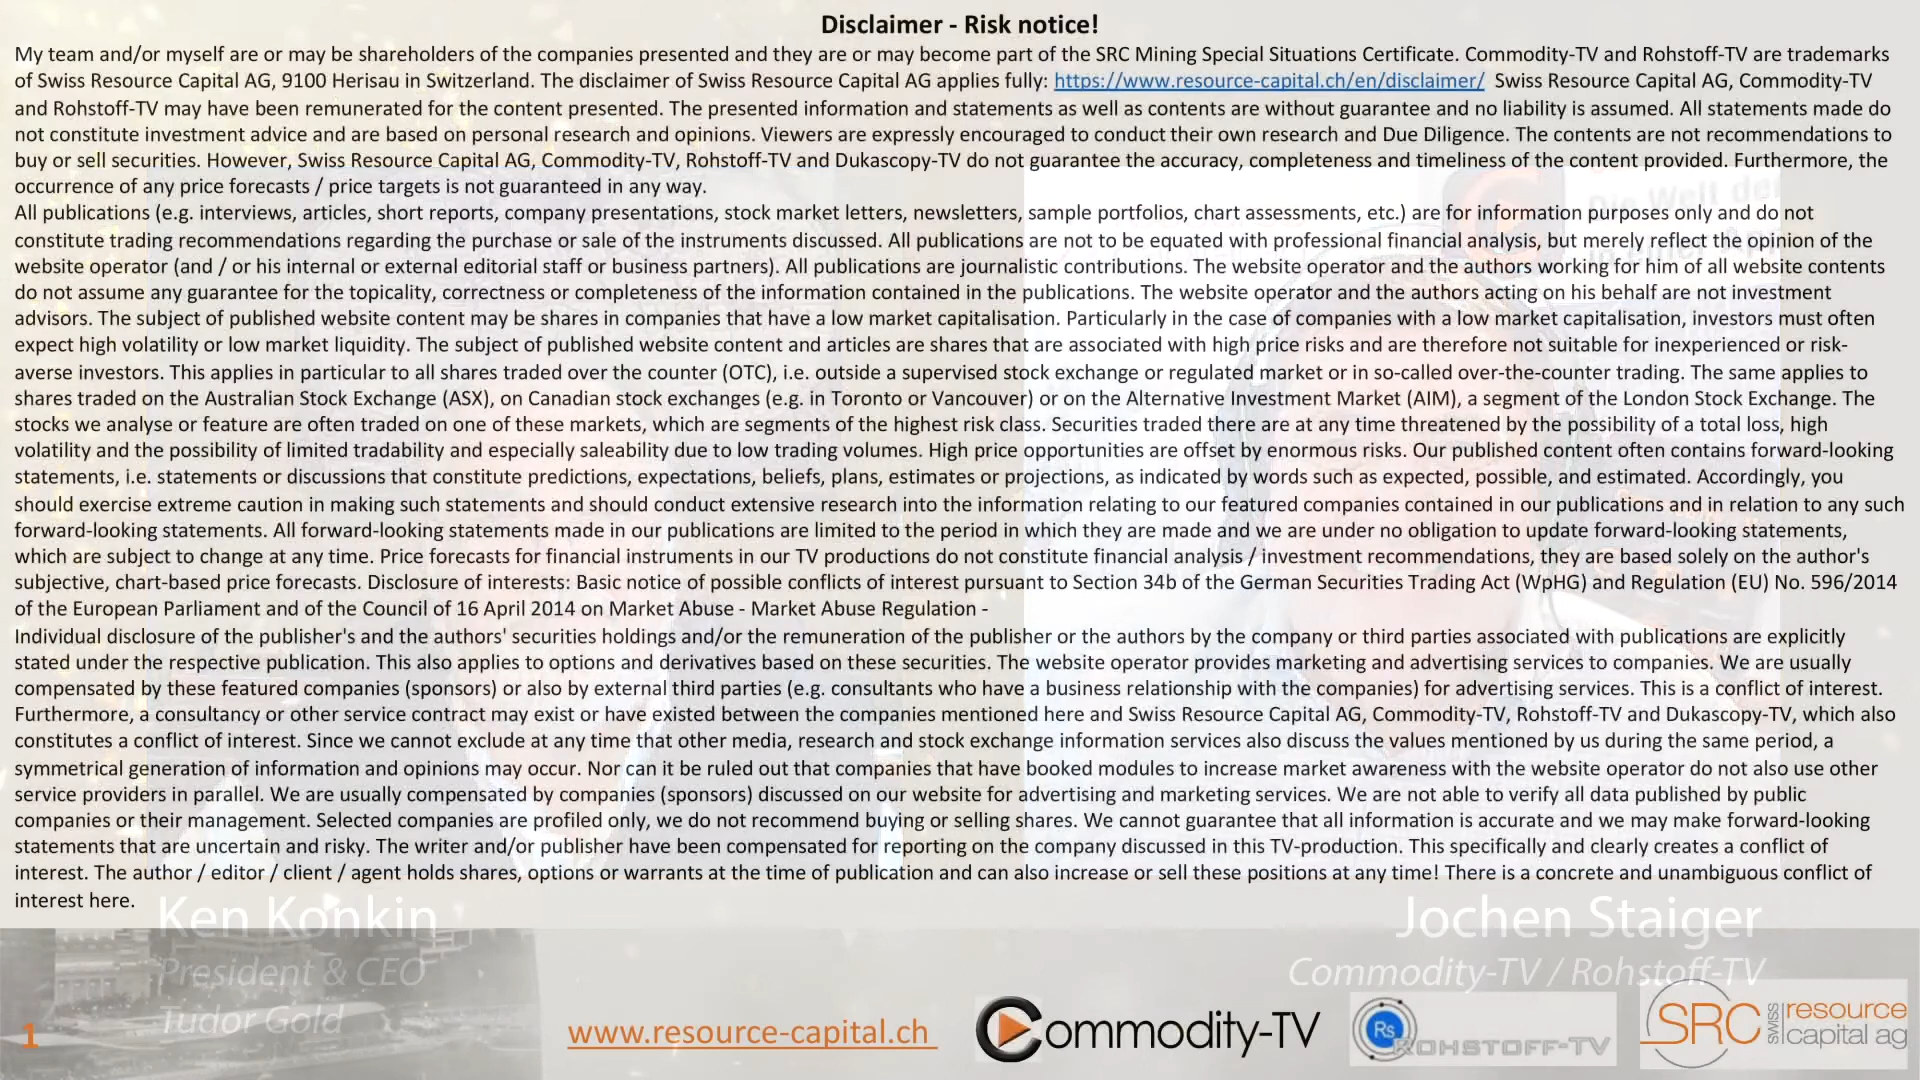 Disclaimer - Risk notice!
My team and/or myself are or may be shareholders of the companies presented and they are or may become part of the SRC Mining Special Situations Certificate. Commodity-TV and Rohstoff-TV are trademarks
of Swiss Resource Capital AG, 9100 Herisau in Switzerland. The disclaimer of Swiss Resource Capital AG applies fully: https://www.resource-capital.ch/en/disclaimer/ Swiss Resource Capital AG, Commodity-TV
and Rohstoff-TV may have been remunerated for the content presented. The presented information and statements as well as contents are without guarantee and no liability is assumed. All statements made do
not constitute investment advice and are based on personal research and opinions. Viewers are expressly encouraged to conduct their own research and Due Diligence. The contents are not recommendations to
buy or sell securities. However, Swiss Resource Capital AG, Commodity-TV, Rohstoff-TV and Dukascopy-TV do not guarantee the accuracy, completeness and timeliness of the content provided. Furthermore, the
occurrence of any price forecasts / price targets is not guaranteed in any way.
All publications (e.g. interviews, articles, short reports, company presentations, stock market letters, newsletters, sample portfolios, chart assessments, etc.) are for information purposes only and do not
constitute trading recommendations regarding the purchase or sale of the instruments discussed. All publications are not to be equated with professional financial analysis, but merely reflect the opinion of the
website operator (and / or his internal or external editorial staff or business partners). All publications are journalistic contributions. The website operator and the authors working for him of all website contents
do not assume any guarantee for the topicality, correctness or completeness of the information contained in the publications. The website operator and the authors acting on his behalf are not investment
advisors. The subject of published website content may be shares in companies that have a low market capitalisation. Particularly in the case of companies with a low market capitalisation, investors must often
expect high volatility or low market liquidity. The subject of published website content and articles are shares that are associated with high price risks and are therefore not suitable for inexperienced or risk-
averse investors. This applies in particular to all shares traded over the counter (OTC), i.e. outside a supervised stock exchange or regulated market or in so-called over-the-counter trading. The same applies to
shares traded on the Australian Stock Exchange (ASX), on Canadian stock exchanges (e.g. in Toronto or Vancouver) or on the Alternative Investment Market (AIM), a segment of the London Stock Exchange. The
stocks we analyse or feature are often traded on one of these markets, which are segments of the highest risk class. Securities traded there are at any time threatened by the possibility of a total loss, high
volatility and the possibility of limited tradability and especially saleability due to low trading volumes. High price opportunities are offset by enormous risks. Our published content often contains forward-looking
statements, i.e. statements or discussions that constitute predictions, expectations, beliefs, plans, estimates or projections, as indicated by words such as expected, possible, and estimated. Accordingly, you
should exercise extreme caution in making such statements and should conduct extensive research into the information relating to our featured companies contained in our publications and in relation to any such
forward-looking statements. All forward-looking statements made in our publications are limited to the period in which they are made and we are under no obligation to update forward-looking statements,
which are subject to change at any time. Price forecasts for financial instruments in our TV productions do not constitute financial analysis / investment recommendations, they are based solely on the author's
subjective, chart-based price forecasts. Disclosure of interests: Basic notice of possible conflicts of interest pursuant to Section 34b of the German Securities Trading Act (WpHG) and Regulation (EU) No. 596/2014
of the European Parliament and of the Council of 16 April 2014 on Market Abuse - Market Abuse Regulation -
Individual disclosure of the publisher's and the authors' securities holdings and/or the remuneration of the publisher or the authors by the company or third parties associated with publications are explicitly
stated under the respective publication. This also applies to options and derivatives based on these securities. The website operator provides marketing and advertising services to companies. We are usually
compensated by these featured companies (sponsors) or also by external third parties (e.g. consultants who have a business relationship with the companies) for advertising services. This is a conflict of interest.
Furthermore, a consultancy or other service contract may exist or have existed between the companies mentioned here and Swiss Resource Capital AG, Commodity-TV, Rohstoff-TV and Dukascopy-TV, which also
constitutes a conflict of interest. Since we cannot exclude at any time that other media, research and stock exchange information services also discuss the values mentioned by us during the same period, a
symmetrical generation of information and opinions may occur. Nor can it be ruled out that companies that have booked modules to increase market awareness with the website operator do not also use other
service providers in parallel. We are usually compensated by companies (sponsors) discussed on our website for advertising and marketing services. We are not able to verify all data published by public
companies or their management. Selected companies are profiled only, we do not recommend buying or selling shares. We cannot guarantee that all information is accurate and we may make forward-looking
statements that are uncertain and risky. The writer and/or publisher have been compensated for reporting on the company discussed in this TV-production. This specifically and clearly creates a conflict of
interest. The author / editor / client / agent holds shares, options or warrants at the time of publication and can also increase or sell these positions at any time! There is a concrete and unambiguous conflict of
interest here.
Die Welt der
Ken Konkin
President & CEO
Tudor Gold
Jochen Staiger
Commodity-TV / Rohstoff-TV
1
www.resource-capital.ch
Commodity-TV
Rs
ROHSTOFF-TV
SRC swiss resource
capital ag